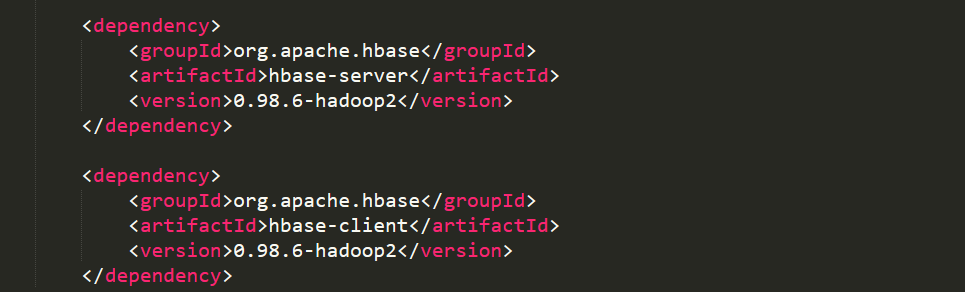 <dependency>
<groupId>org.apache.hbase</groupId>
<artifactId>hbase-server</artifactId>
<version>0.98.6-hadoop2</version>
</dependency>
<dependency>
<groupId>org.apache.hbase</groupId>
<artifactId>hbase-client</artifactId>
<version>0.98.6-hadoop2</version>
</dependency>